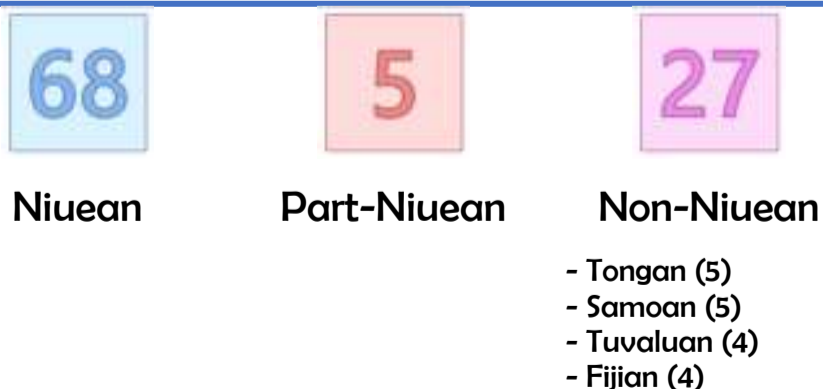 68 5 27
Niuean Part-Niuean Non-Niuean
- Tongan (5)
- Samoan (5)
- Tuvaluan (4)
- Fijian (4)